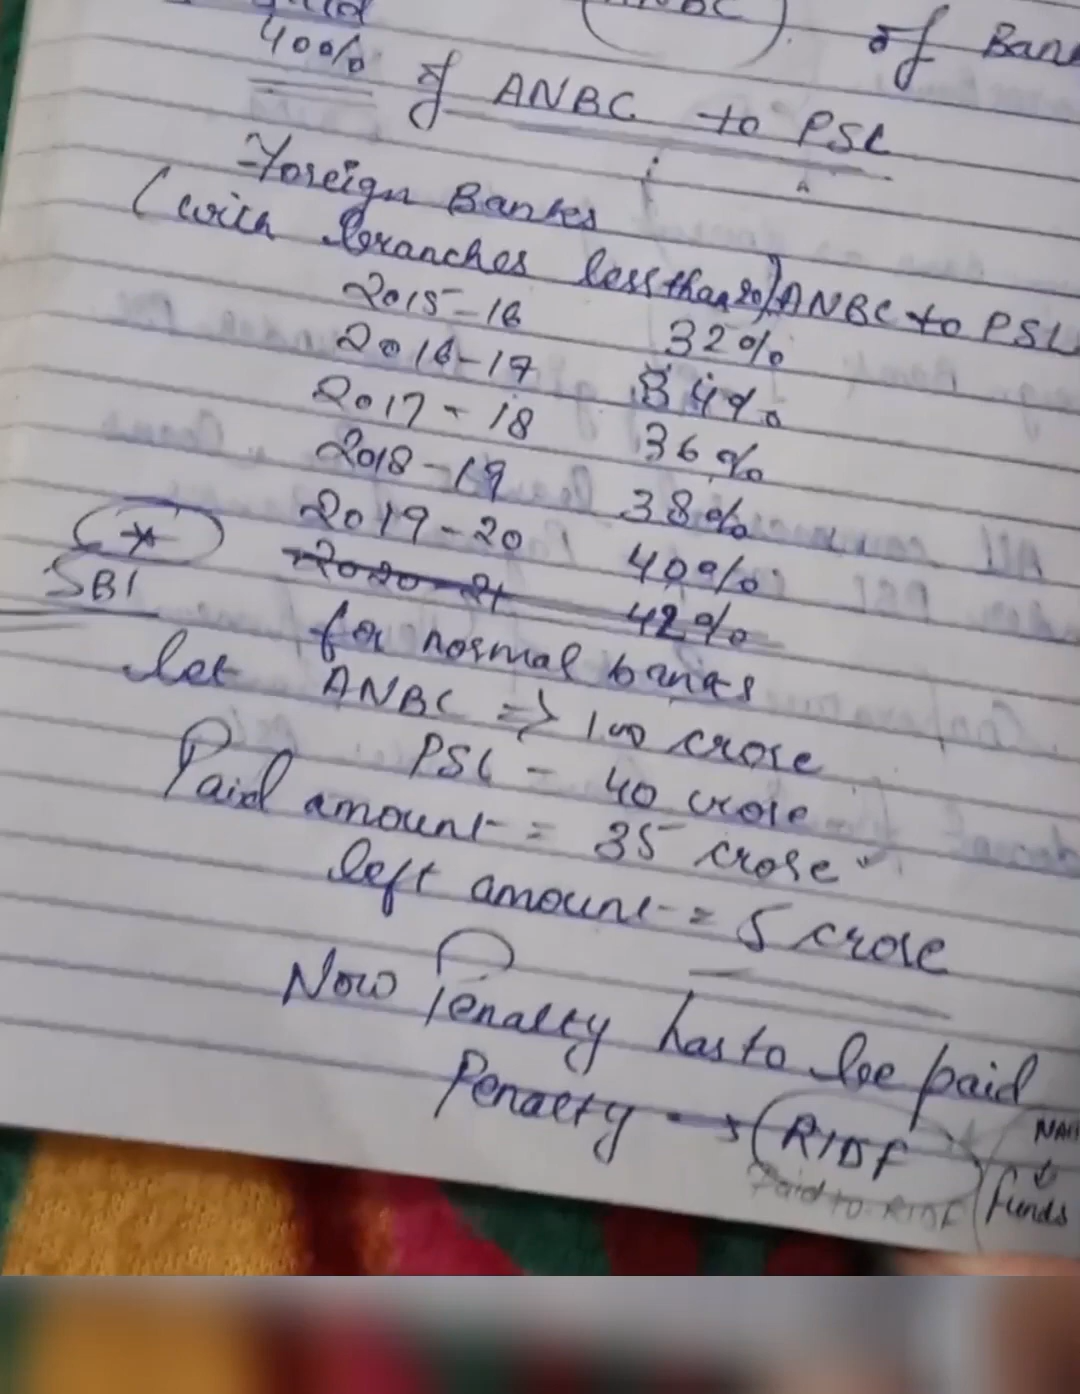 40%
of ANBC to PSL
of Ban
Foreign Banks
(with branches less than 20) ANBC to PSL
2015-16 32%
2016-17 34%
2017-18 36%
2018-19 38%
2019-20 40%
2020-21 42%
SBI
for normal banks
let ANBC => 100 crore
PSL - 40 crore
Paid amount = 35 crore
left amount = 5 crore
Now Penalty has to be paid
Penalty → RIDF
Paid to RIDF
funds